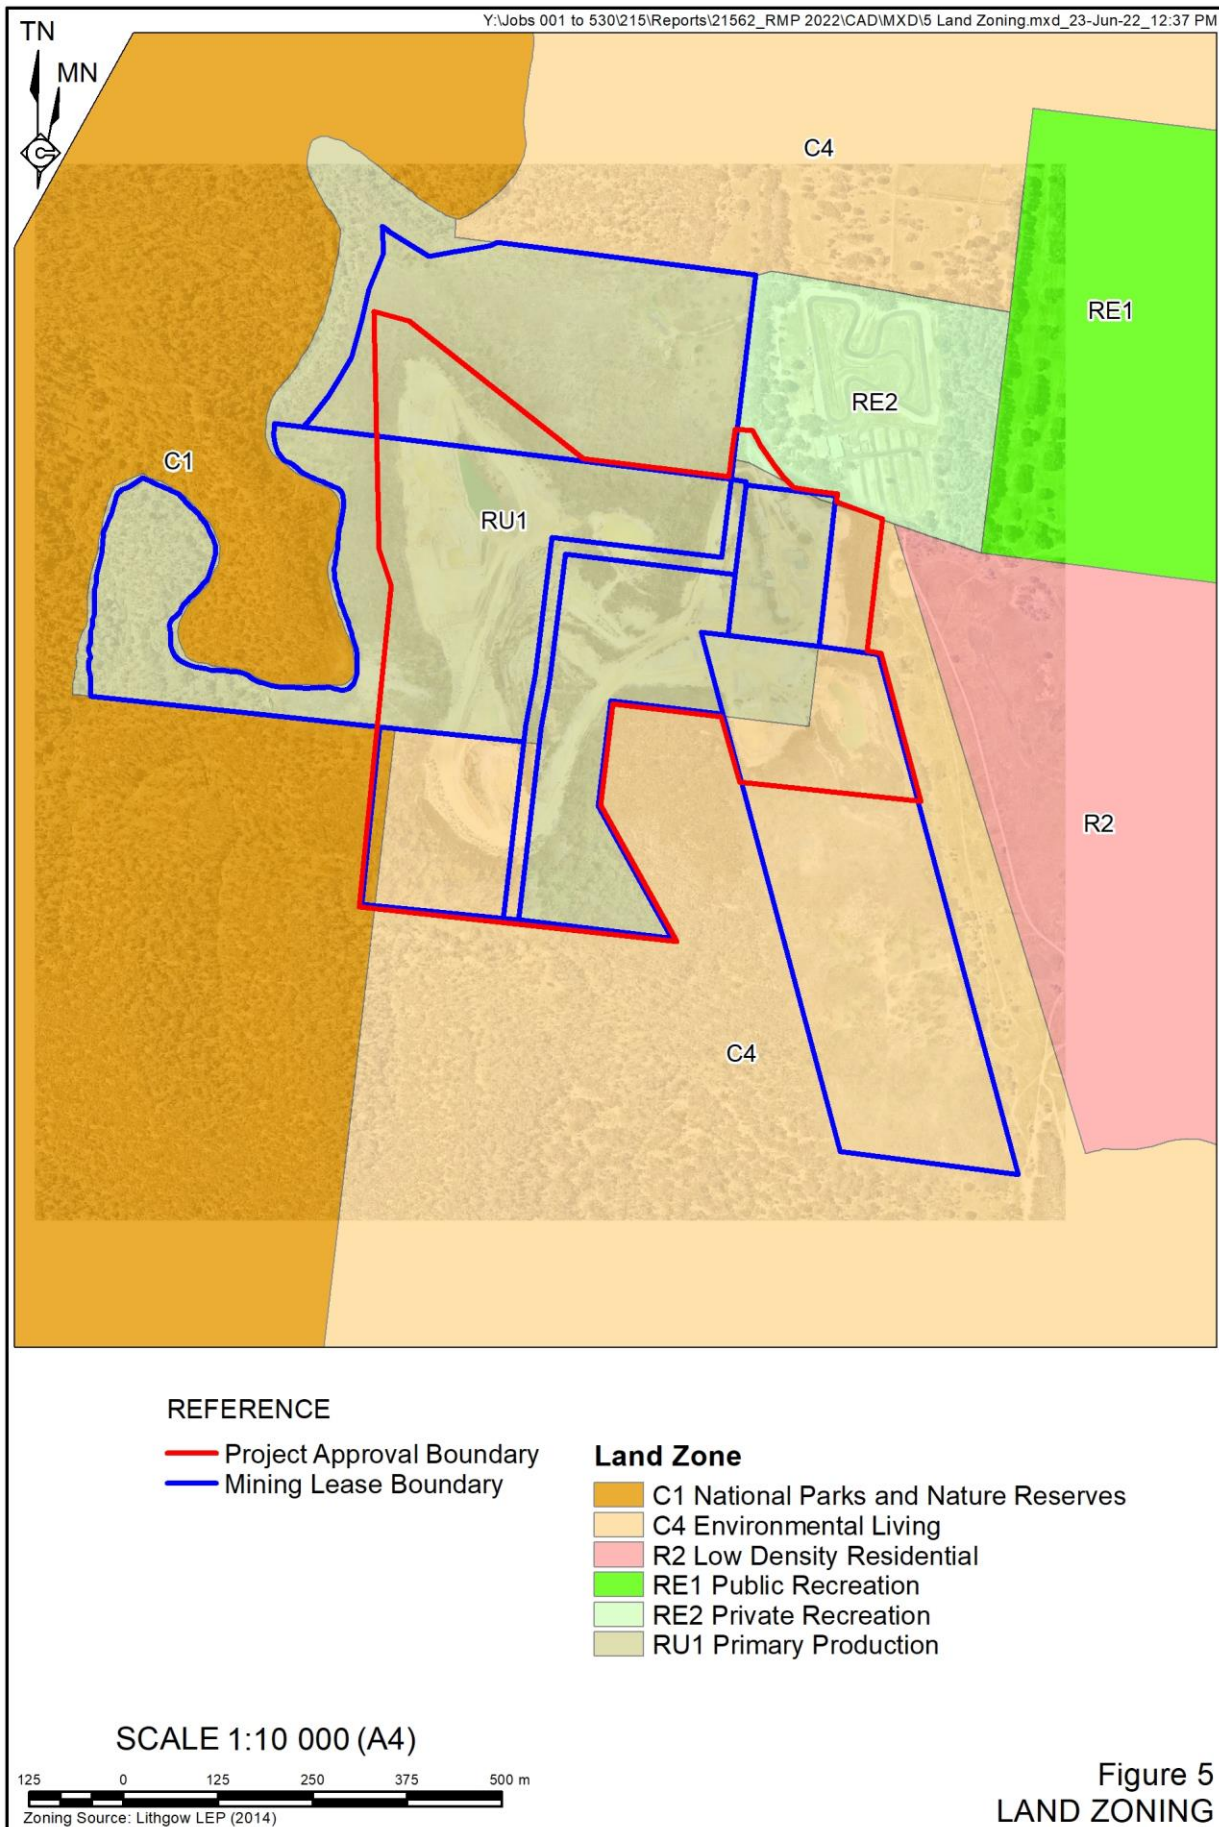 Y:\Jobs 001 to 530\215\Reports\21562_RMP 2022\CAD\MXD\5 Land Zoning.mxd_23-Jun-22_12:37 PM
TN
MN
C4
RE1
RE2
C1
RU1
R2
C4
REFERENCE
Project Approval Boundary
Mining Lease Boundary
Land Zone
C1 National Parks and Nature Reserves
C4 Environmental Living
R2 Low Density Residential
RE1 Public Recreation
RE2 Private Recreation
RU1 Primary Production
SCALE 1:10 000 (A4)
125 0 125 250 375 500 m
Zoning Source: Lithgow LEP (2014)
Figure 5
LAND ZONING